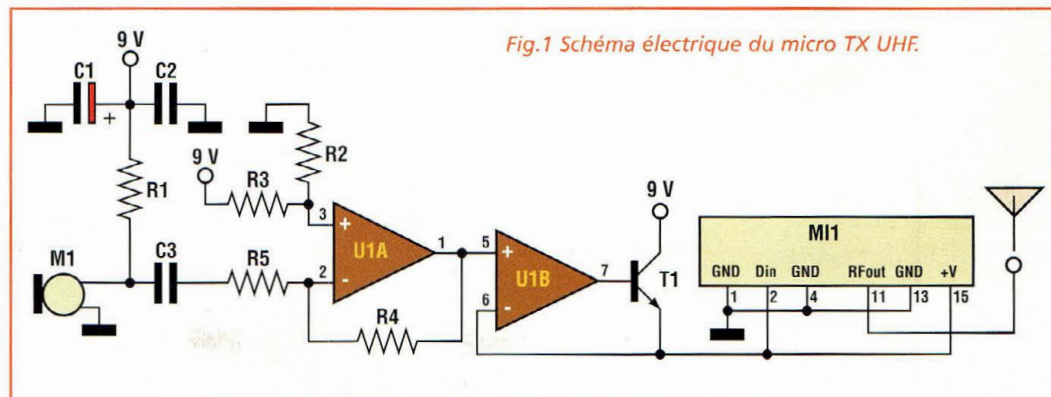 Fig.1 Schéma électrique du micro TX UHF.
9 V
C1
C2
+
R1
9 V
R3
R2
M1
C3
R5
3
+
U1A
1
2
-
R4
5
+
U1B
7
6
-
9 V
T1
MI1
GND Din GND RFout GND +V
1 2 4 11 13 15